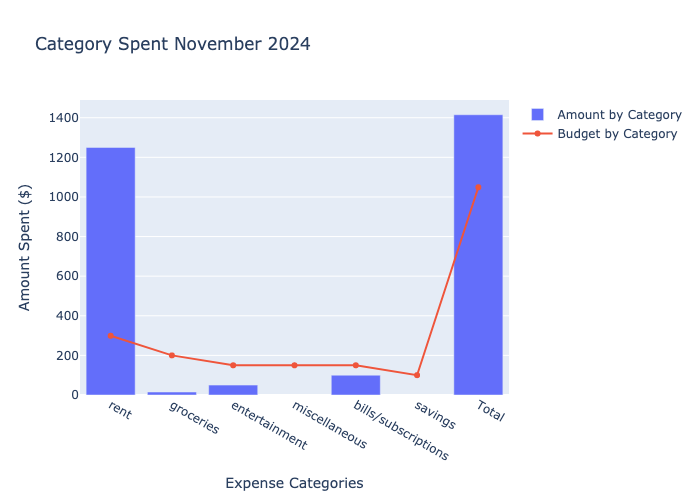 Category Spent November 2024
Amount by Category
Budget by Category
Amount Spent ($)
1400
1200
1000
800
600
400
200
0
rent
groceries
entertainment
miscellaneous
bills/subscriptions
savings
Total
Expense Categories